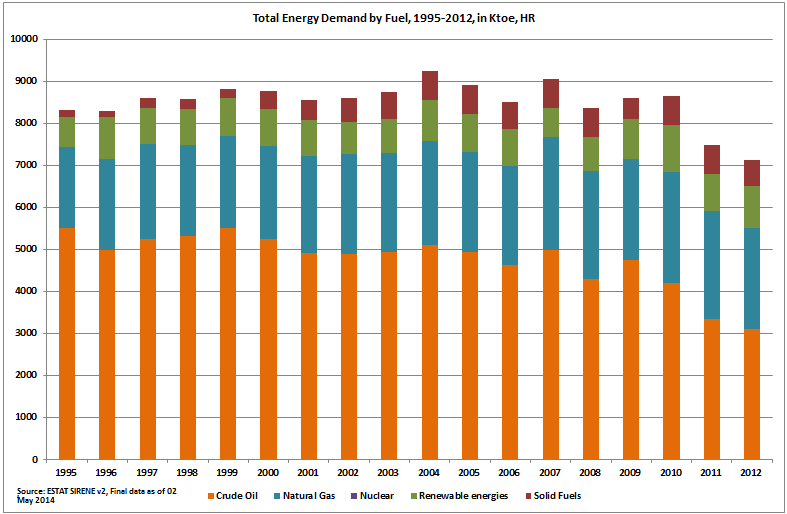 Total Energy Demand by Fuel, 1995-2012, in Ktoe, HR
10000
9000
8000
7000
6000
5000
4000
3000
2000
1000
0
1995 1996 1997 1998 1999 2000 2001 2002 2003 2004 2005 2006 2007 2008 2009 2010 2011 2012
Source: ESTAT SIRENE v2, Final data as of 02
May 2014
Crude Oil Natural Gas Nuclear Renewable energies Solid Fuels